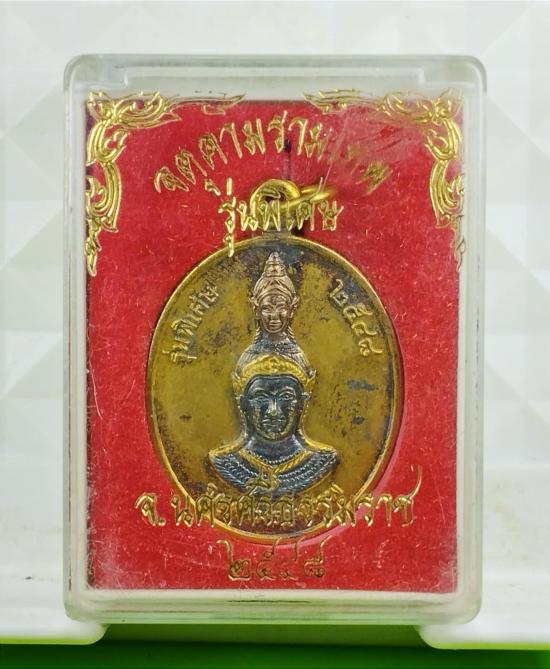 จตุคามรามเทพ
รุ่นพิเศษ
รุ่นพิเศษ ๒๕๔๘
จ.นครศรีธรรมราช
๒๕๔๘